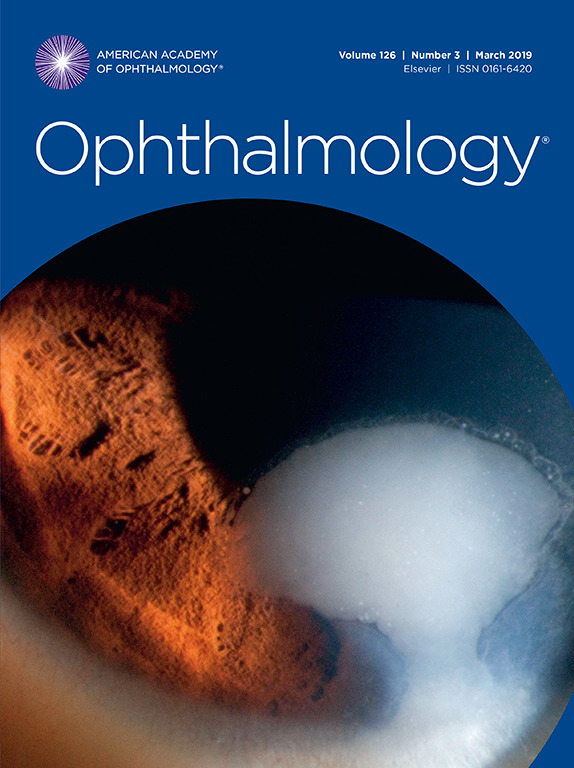 AMERICAN ACADEMY
OF OPHTHALMOLOGY®
Volume 126 | Number 3 | March 2019
Elsevier | ISSN 0161-6420
Ophthalmology®